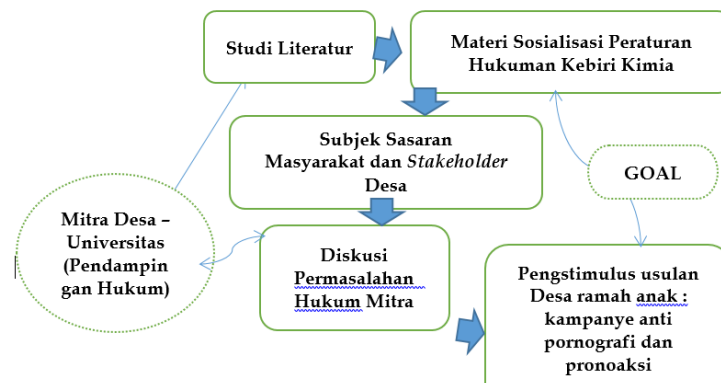 Studi Literatur
Materi Sosialisasi Peraturan
Hukuman Kebiri Kimia
Subjek Sasaran
Masyarakat dan Stakeholder
Desa
GOAL
Mitra Desa –
Universitas
(Pendampin
gan Hukum)
Diskusi
Permasalahan
Hukum Mitra
Pengstimulus usulan
Desa ramah anak :
kampanye anti
pornografi dan
pronoaksi